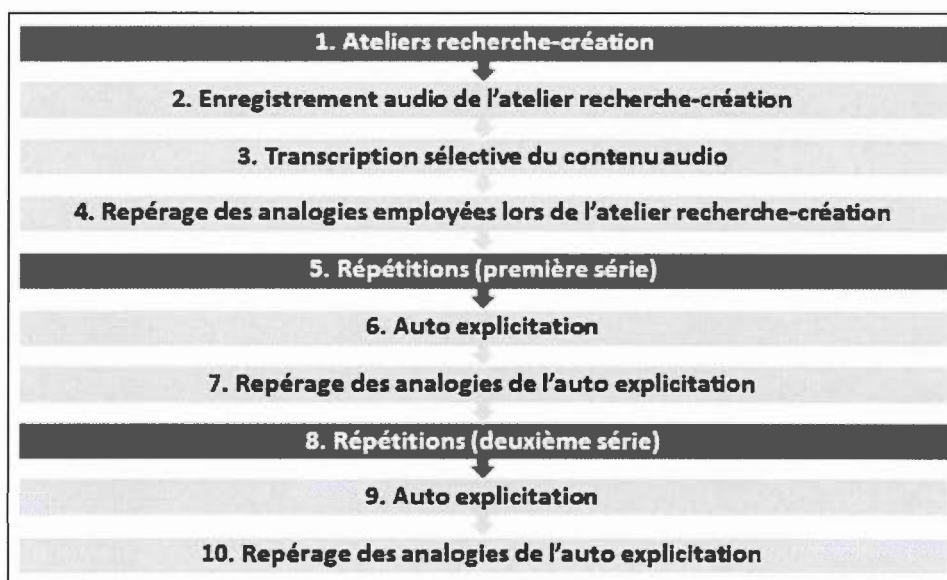 1. Ateliers recherche-création
2. Enregistrement audio de l'atelier recherche-création
3. Transcription sélective du contenu audio
4. Repérage des analogies employées lors de l'atelier recherche-création
5. Répétitions (première série)
6. Auto explicitation
7. Repérage des analogies de l'auto explicitation
8. Répétitions (deuxième série)
9. Auto explicitation
10. Repérage des analogies de l'auto explicitation